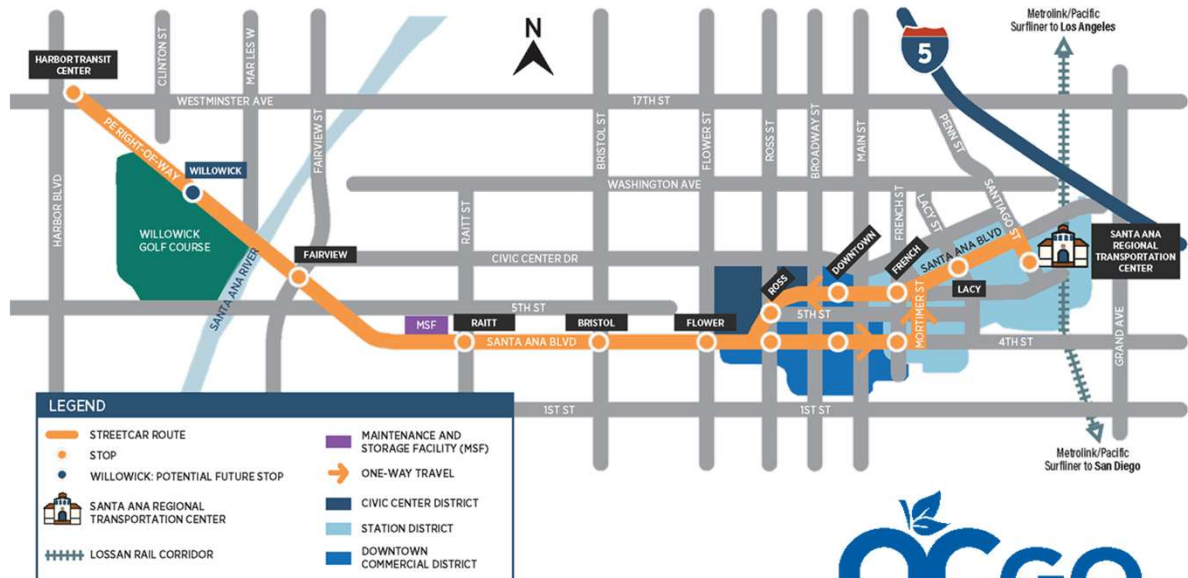 Metrolink/Pacific
Surfliner to Los Angeles
N
5
HARBOR TRANSIT
CENTER
CLINTON ST
MAR LES W
WESTMINSTER AVE
17TH ST
PE RIGHT-OF-WAY
FAIRVIEW ST
BRISTOL ST
FLOWER ST
ROSS ST
BROADWAY ST
MAIN ST
PENN ST
WILLOWICK
WASHINGTON AVE
HARBOR BLVD
WILLOWICK
GOLF COURSE
RAITT ST
FRENCH ST
LACY ST
SANTIAGO ST
SANTA ANA RIVER
FAIRVIEW
CIVIC CENTER DR
DOWNTOWN
FRENCH
SANTA ANA BLVD
SANTA ANA
REGIONAL
TRANSPORTATION
CENTER
ROSS
LACY
5TH ST
5TH ST
MORTIMER ST
MSF
RAITT
BRISTOL
FLOWER
SANTA ANA BLVD
4TH ST
GRAND AVE
1ST ST
1ST ST
Metrolink/Pacific
Surfliner to San Diego
LEGEND
STREETCAR ROUTE
STOP
WILLOWICK: POTENTIAL FUTURE STOP
SANTA ANA REGIONAL
TRANSPORTATION CENTER
LOSSAN RAIL CORRIDOR
MAINTENANCE AND
STORAGE FACILITY (MSF)
ONE-WAY TRAVEL
CIVIC CENTER DISTRICT
STATION DISTRICT
DOWNTOWN
COMMERCIAL DISTRICT
OC GO